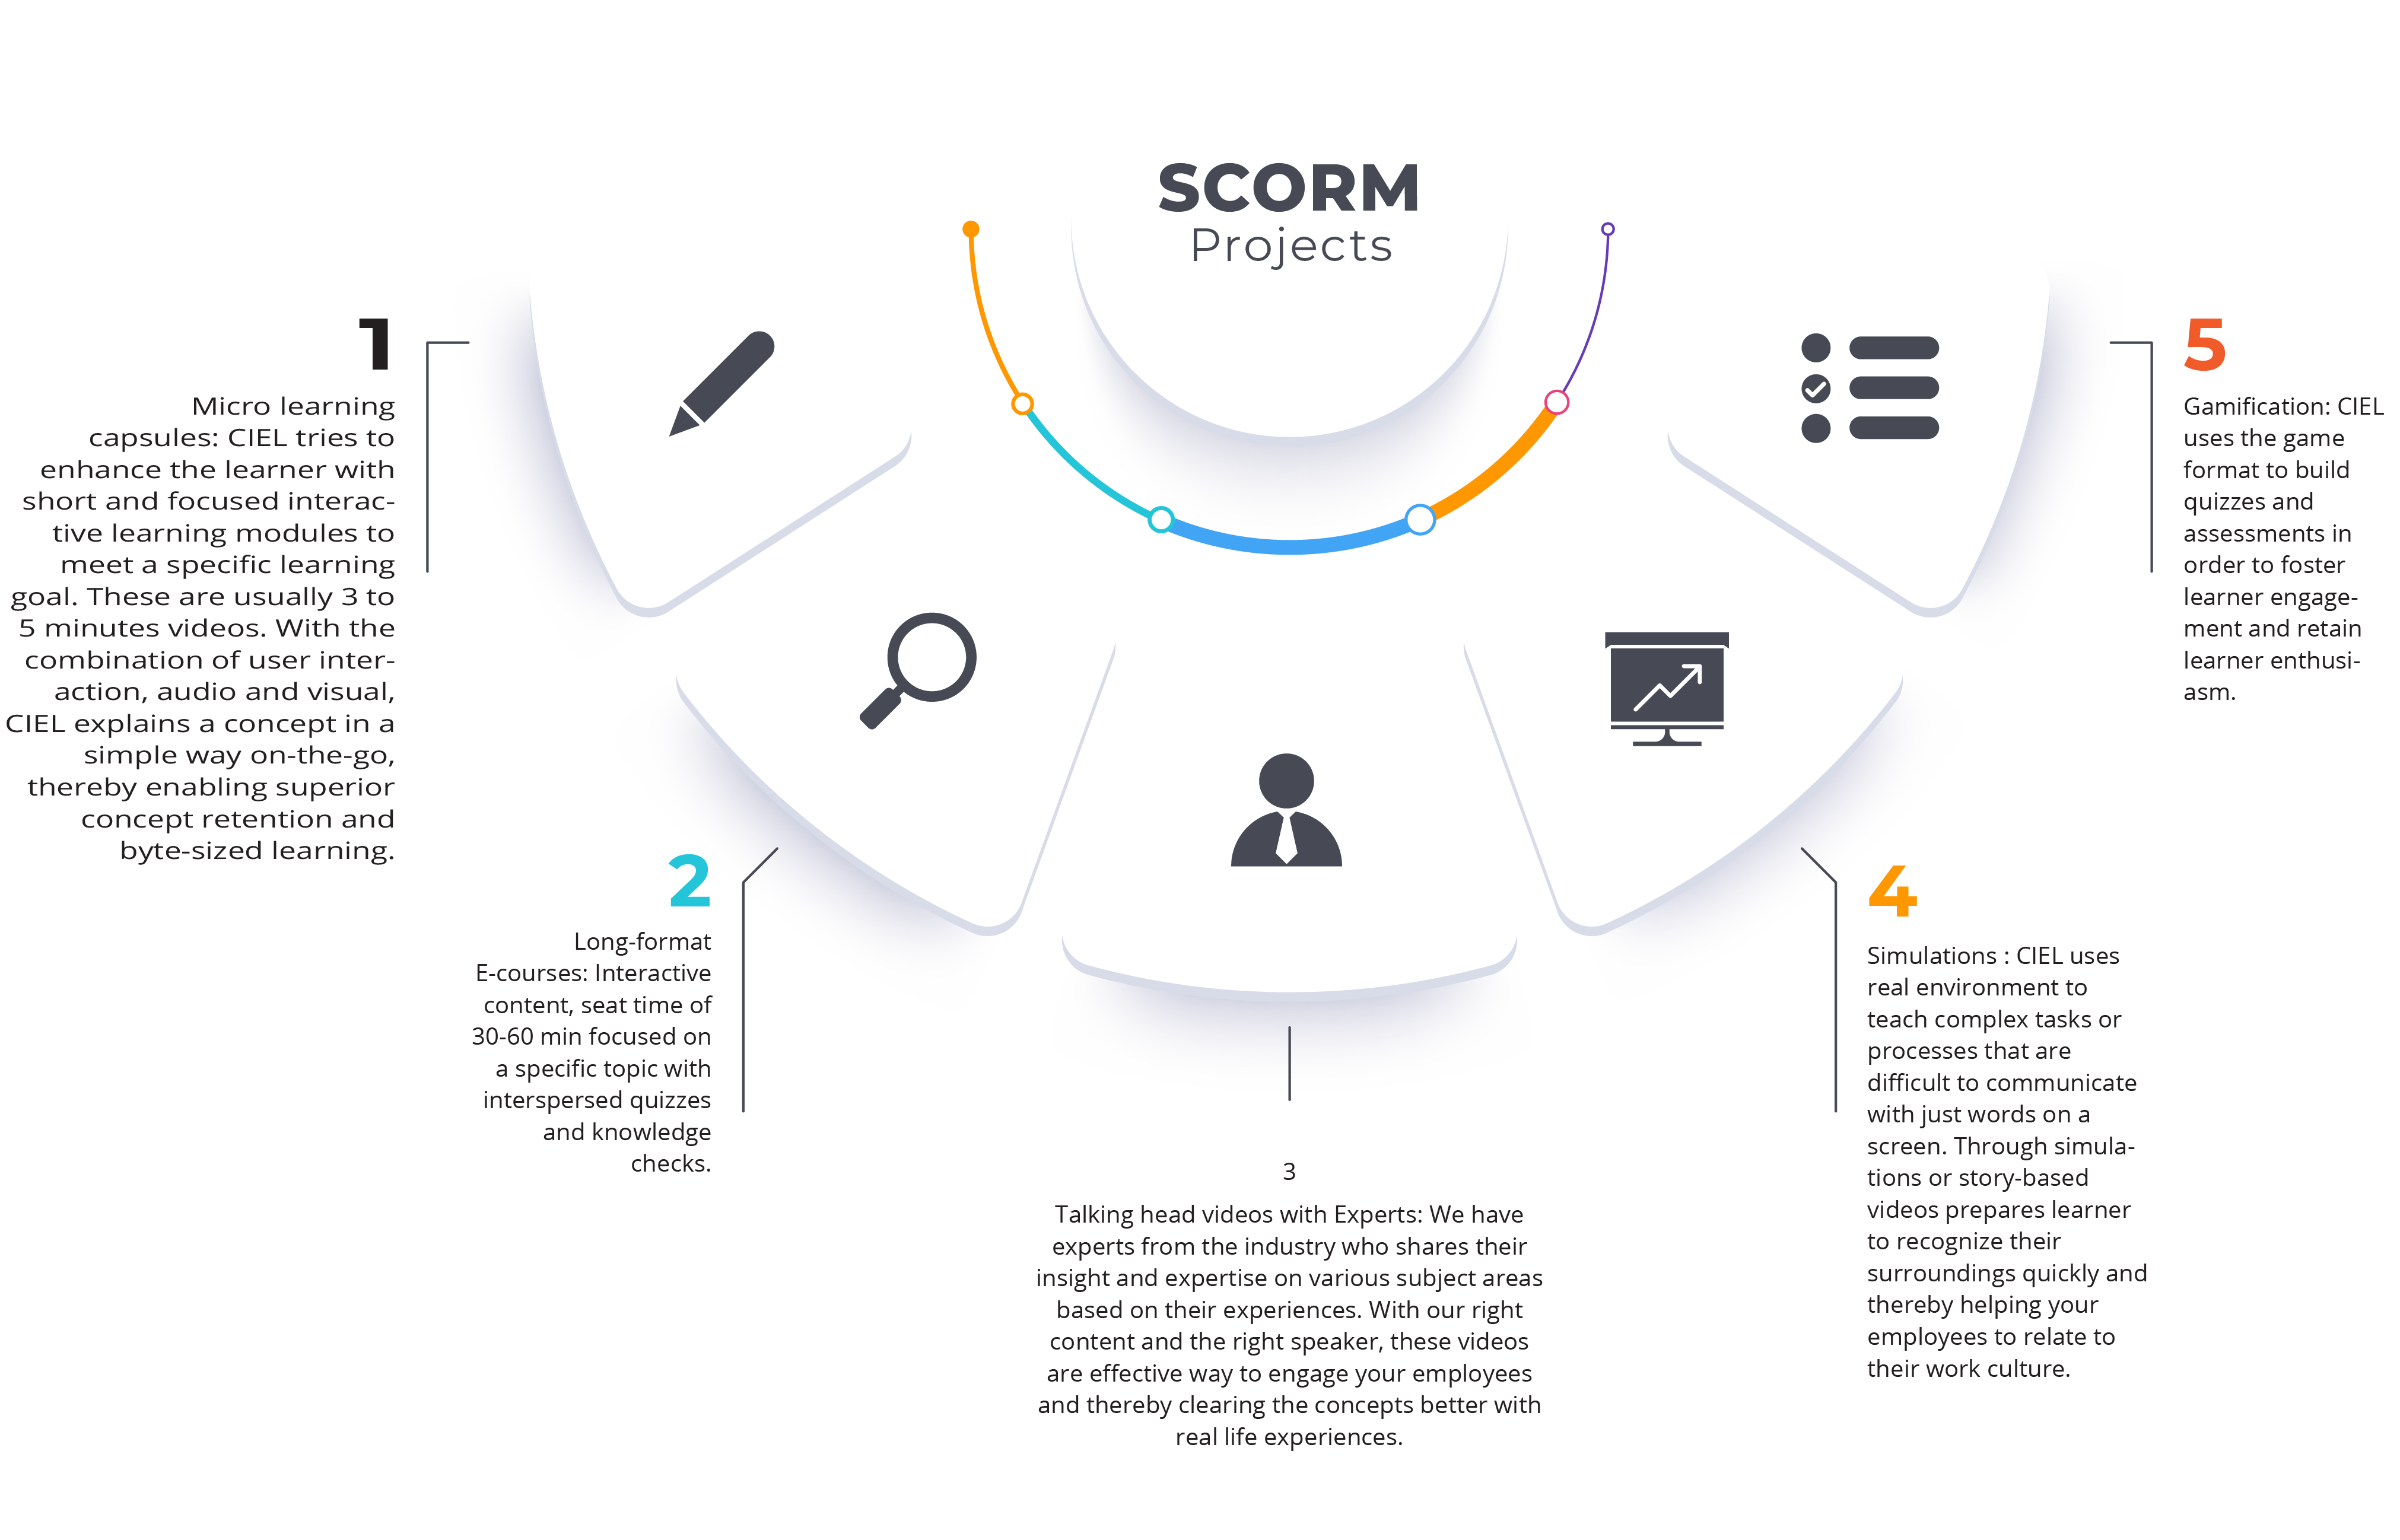 SCORM
Projects
1
Micro learning
capsules: CIEL tries to
enhance the learner with
short and focused interac-
tive learning modules to
meet a specific learning
goal. These are usually 3 to
5 minutes videos. With the
combination of user inter-
action, audio and visual,
CIEL explains a concept in a
simple way on-the-go,
thereby enabling superior
concept retention and
byte-sized learning.
2
Long-format
E-courses: Interactive
content, seat time of
30-60 min focused on
a specific topic with
interspersed quizzes
and knowledge
checks.
3
Talking head videos with Experts: We have
experts from the industry who shares their
insight and expertise on various subject areas
based on their experiences. With our right
content and the right speaker, these videos
are effective way to engage your employees
and thereby clearing the concepts better with
real life experiences.
4
Simulations : CIEL uses
real environment to
teach complex tasks or
processes that are
difficult to communicate
with just words on a
screen. Through simula-
tions or story-based
videos prepares learner
to recognize their
surroundings quickly and
thereby helping your
employees to relate to
their work culture.
5
Gamification: CIEL
uses the game
format to build
quizzes and
assessments in
order to foster
learner engage-
ment and retain
learner enthusi-
asm.